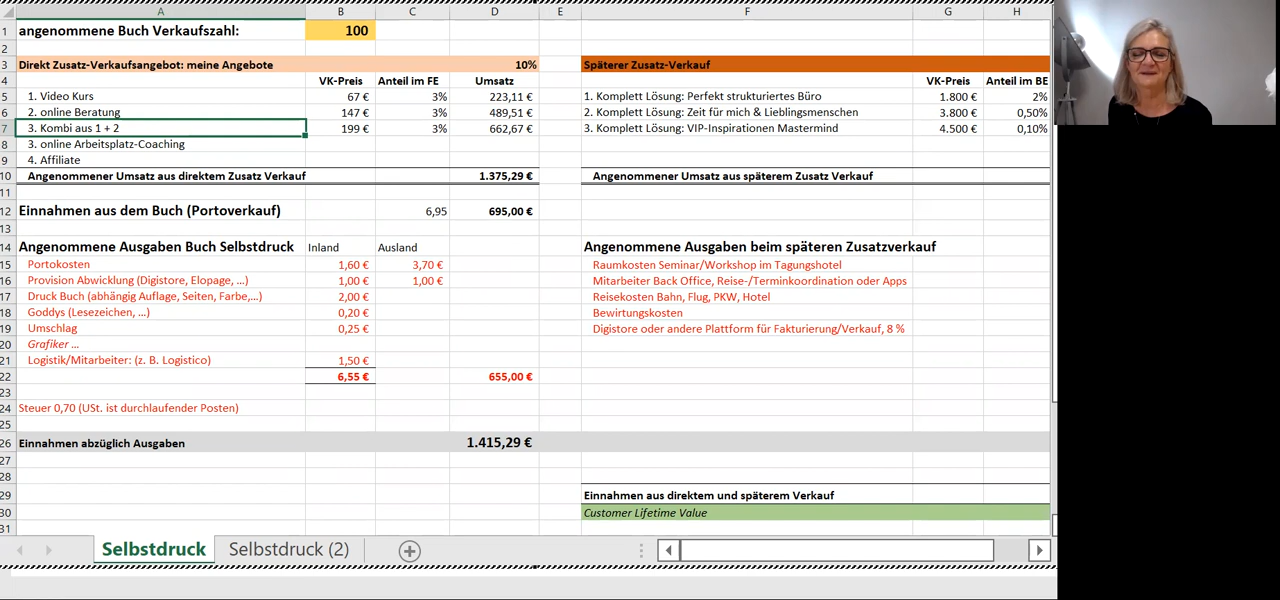 A B C D E F G H
1 angenommene Buch Verkaufszahl: 100
2
3 Direkt Zusatz-Verkaufsangebot: meine Angebote 10% Späterer Zusatz-Verkauf
4 VK-Preis Anteil im FE Umsatz VK-Preis Anteil im BE
5 1. Video Kurs 67 € 3% 223,11 € 1. Komplett Lösung: Perfekt strukturiertes Büro 1.800 € 2%
6 2. online Beratung 147 € 3% 489,51 € 2. Komplett Lösung: Zeit für mich & Lieblingsmenschen 3.800 € 0,50%
7 3. Kombi aus 1 + 2 199 € 3% 662,67 € 3. Komplett Lösung: VIP-Inspirationen Mastermind 4.500 € 0,10%
8 3. online Arbeitsplatz-Coaching
9 4. Affiliate
10 Angenommener Umsatz aus direktem Zusatz Verkauf 1.375,29 € Angenommener Umsatz aus späterem Zusatz Verkauf
11
12 Einnahmen aus dem Buch (Portoverkauf) 6,95 695,00 €
13
14 Angenommene Ausgaben Buch Selbstdruck Inland Ausland Angenommene Ausgaben beim späteren Zusatzverkauf
15 Portokosten 1,60 € 3,70 € Raumkosten Seminar/Workshop im Tagungshotel
16 Provision Abwicklung (Digistore, Elopage, ...) 1,00 € 1,00 € Mitarbeiter Back Office, Reise-/Terminkoordination oder Apps
17 Druck Buch (abhängig Auflage, Seiten, Farbe,...) 2,00 € Reisekosten Bahn, Flug, PKW, Hotel
18 Goddys (Lesezeichen, ...) 0,20 € Bewirtungskosten
19 Umschlag 0,25 € Digistore oder andere Plattform für Fakturierung/Verkauf, 8 %
20 Grafiker ...
21 Logistik/Mitarbeiter: (z. B. Logistico) 1,50 €
22 6,55 € 655,00 €
23
24 Steuer 0,70 (USt. ist durchlaufender Posten)
25
26 Einnahmen abzüglich Ausgaben 1.415,29 €
27
28
29 Einnahmen aus direktem und späterem Verkauf
30 Customer Lifetime Value
31
Selbstdruck Selbstdruck (2)